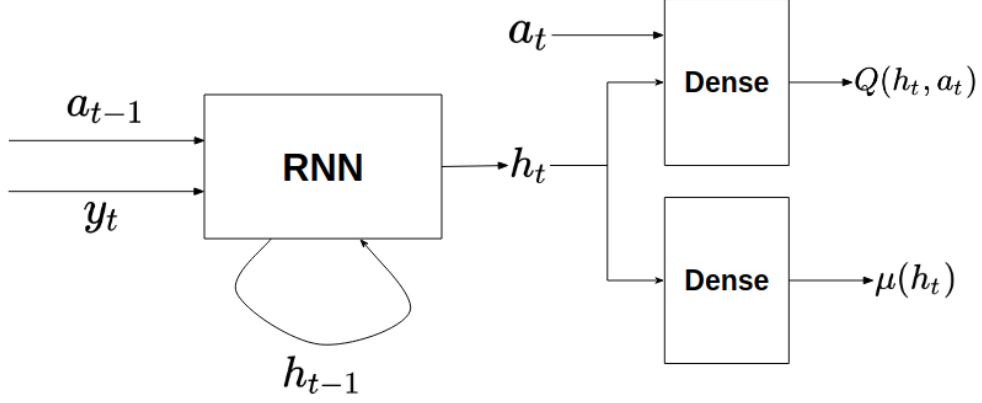 a_{t-1}
y_t
RNN
h_{t-1}
h_t
a_t
Dense
Q(h_t, a_t)
Dense
μ(h_t)